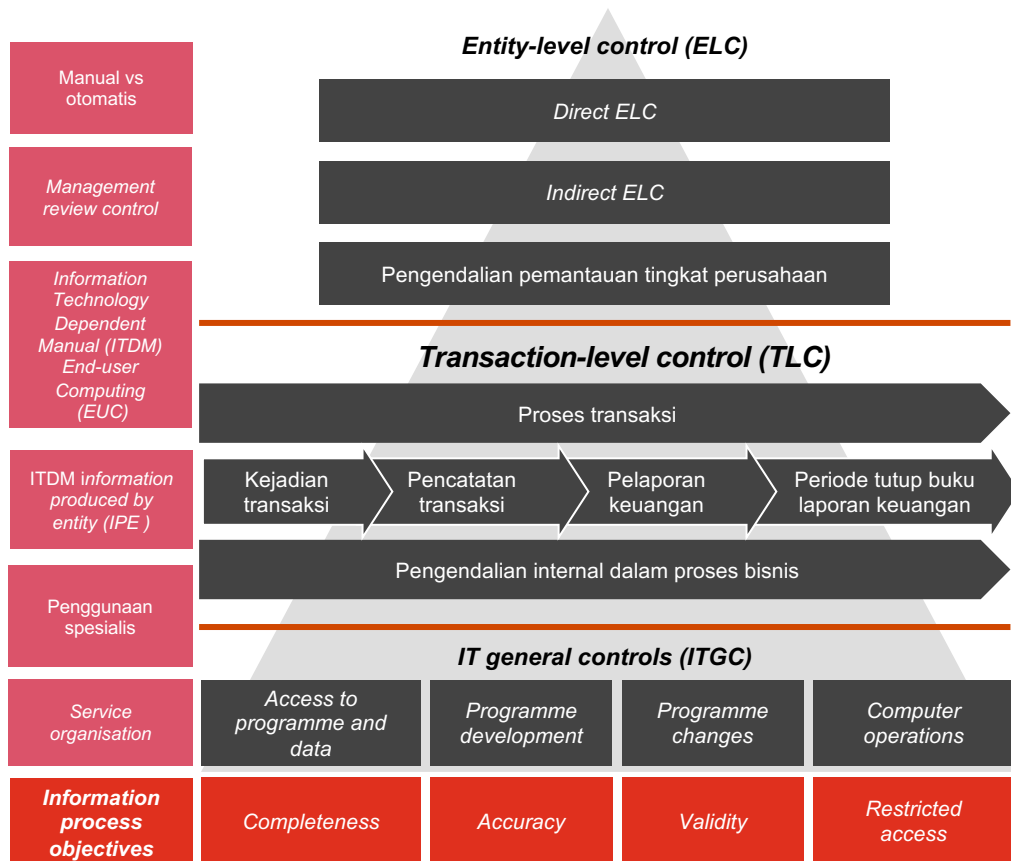 Manual vs
otomatis
Management
review control
Information
Technology
Dependent
Manual (ITDM)
End-user
Computing
(EUC)
ITDM information
produced by
entity (IPE )
Penggunaan
spesialis
Service
organisation
Information
process
objectives
Entity-level control (ELC)
Direct ELC
Indirect ELC
Pengendalian pemantauan tingkat perusahaan
Transaction-level control (TLC)
Proses transaksi
Kejadian
transaksi
Pencatatan
transaksi
Pelaporan
keuangan
Periode tutup buku
laporan keuangan
Pengendalian internal dalam proses bisnis
IT general controls (ITGC)
Access to
programme and
data
Programme
development
Programme
changes
Computer
operations
Completeness
Accuracy
Validity
Restricted
access